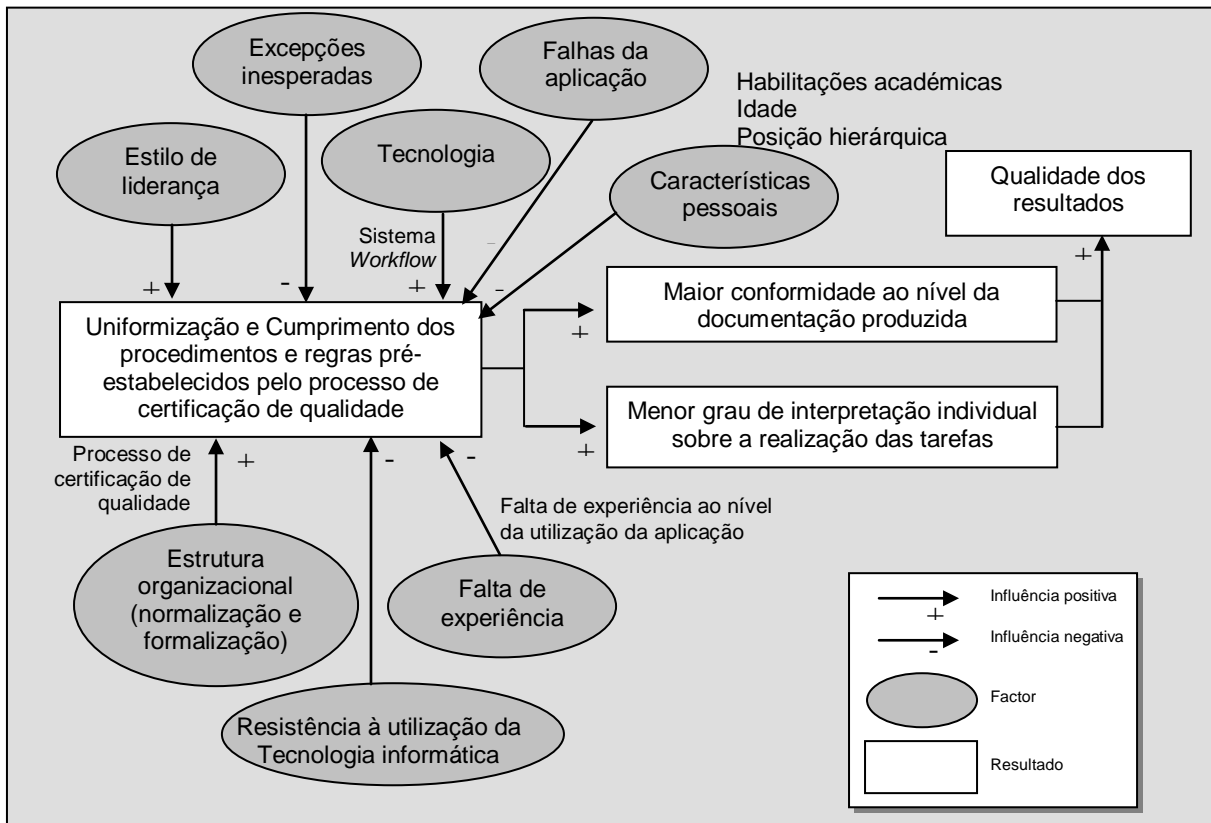 Excepções
inesperadas
Falhas da
aplicação
Habilitações académicas
Idade
Posição hierárquica
Estilo de
liderança
Tecnologia
Características
pessoais
Qualidade dos
resultados
Sistema
Workflow
+
-
+
-
-
+
Uniformização e Cumprimento dos
procedimentos e regras pré-
estabelecidos pelo processo de
certificação de qualidade
Maior conformidade ao nível da
documentação produzida
+
Menor grau de interpretação individual
sobre a realização das tarefas
+
Processo de
certificação de
qualidade
+
-
-
Falta de experiência ao nível
da utilização da aplicação
Estrutura
organizacional
(normalização e
formalização)
Falta de
experiência
Resistência à utilização da
Tecnologia informática
Influência positiva
+
Influência negativa
-
Factor
Resultado